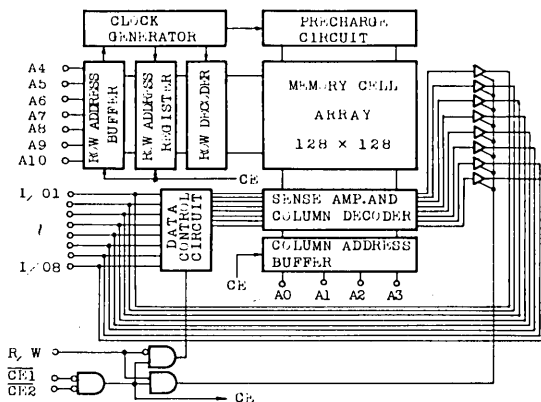 CLOCK
GENERATOR
PRECHARGE
CIRCUIT
A4
A5
A6
A7
A8
A9
A10
ROW ADDRESS
BUFFER
ROW ADDRESS
REGISTER
ROW DECODER
MEMORY CELL
ARRAY
128 × 128
CE
I/O1
~
I/O8
DATA
CONTROL
CIRCUIT
SENSE AMP.AND
COLUMN DECODER
COLUMN ADDRESS
BUFFER
CE
A0 A1 A2 A3
R/W
CE1
CE2
CE